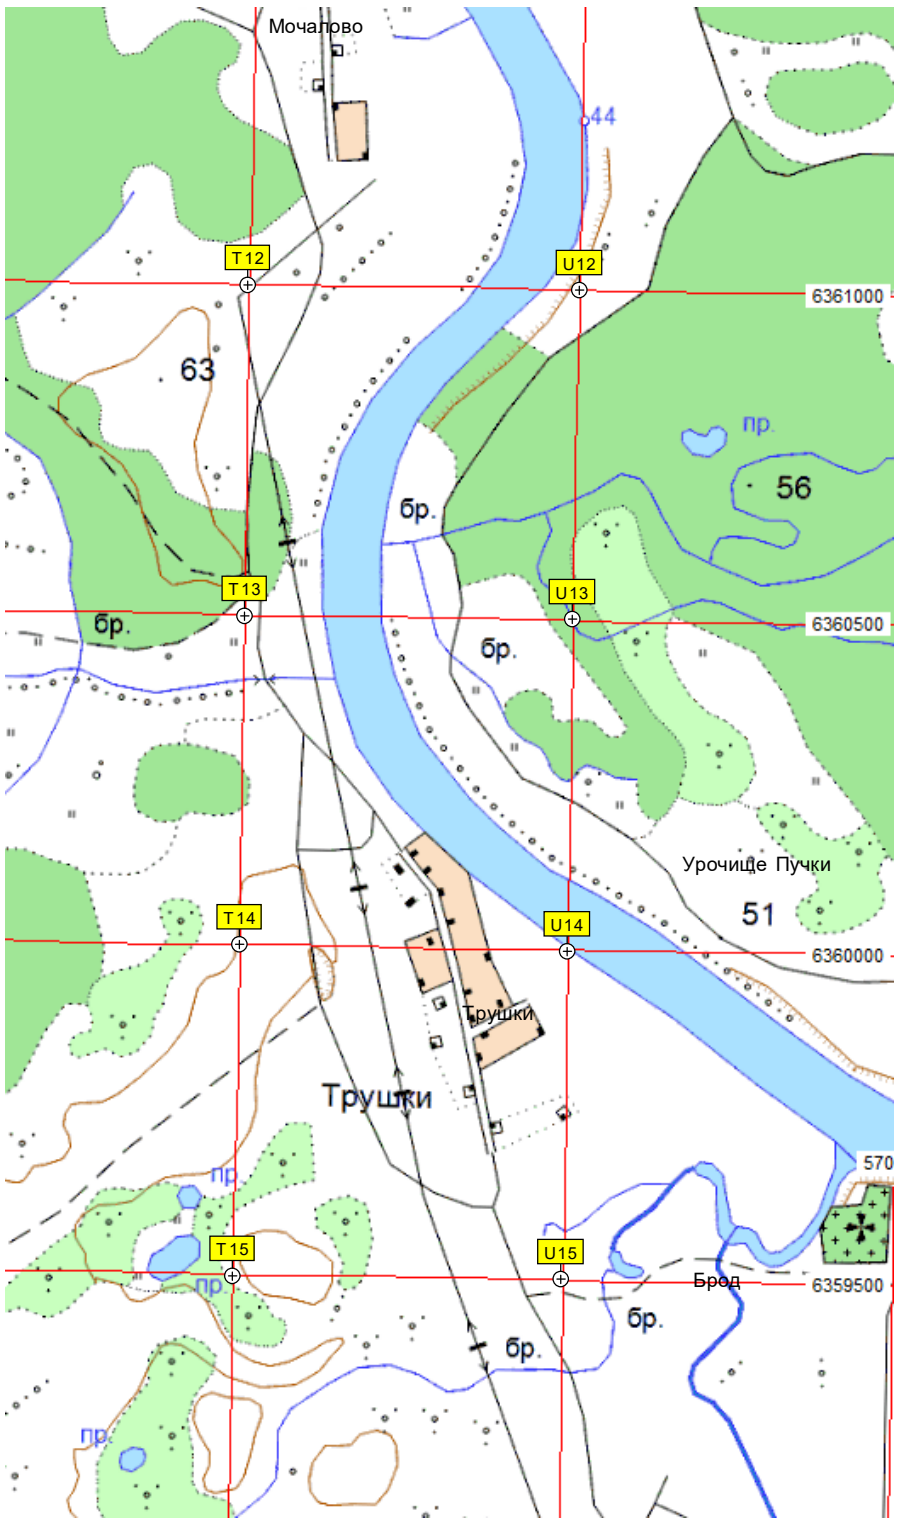 Мочалово
44
T12
U12
6361000
63
пр.
56
бр.
T13
U13
бр.
6360500
бр.
Урочище Пучки
51
T14
U14
6360000
Трушки
Трушки
570
пр.
T15
U15
пр.
Брод
6359500
бр.
бр.
пр.